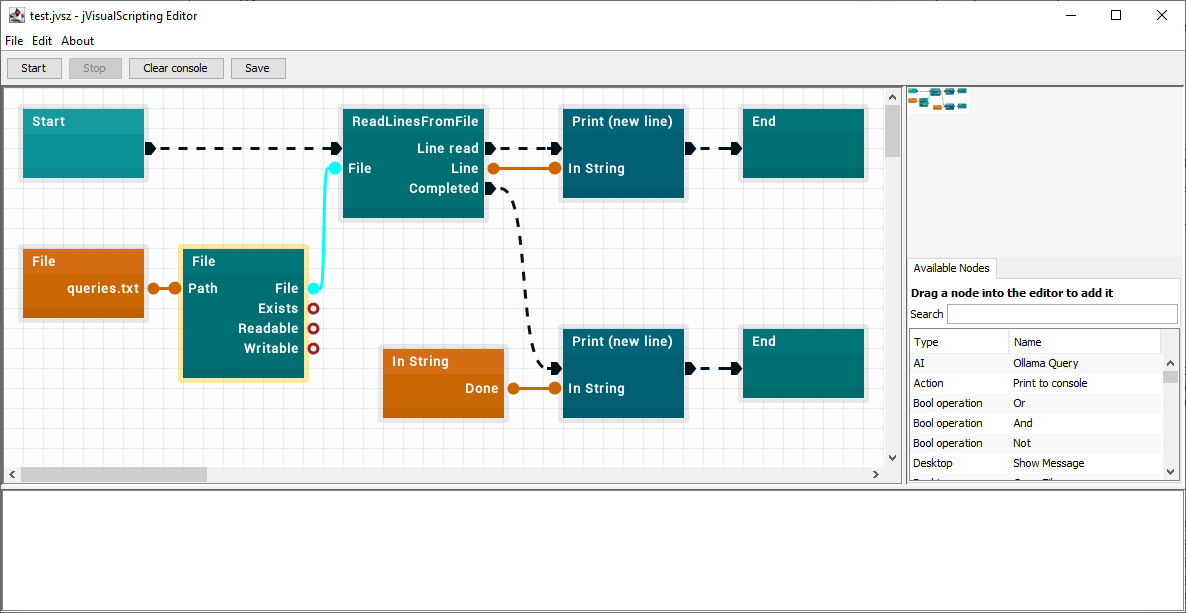 test.jvsz - jVisualScripting Editor
File Edit About
Start Stop Clear console Save
Start
ReadLinesFromFile
Line read
File Line
Completed
Print (new line)
In String
End
File
queries.txt
File
Path File
Exists
Readable
Writable
In String
Done
Print (new line)
In String
End
Available Nodes
Drag a node into the editor to add it
Search
Type Name
AI Ollama Query
Action Print to console
Bool operation Or
Bool operation And
Bool operation Not
Desktop Show Message